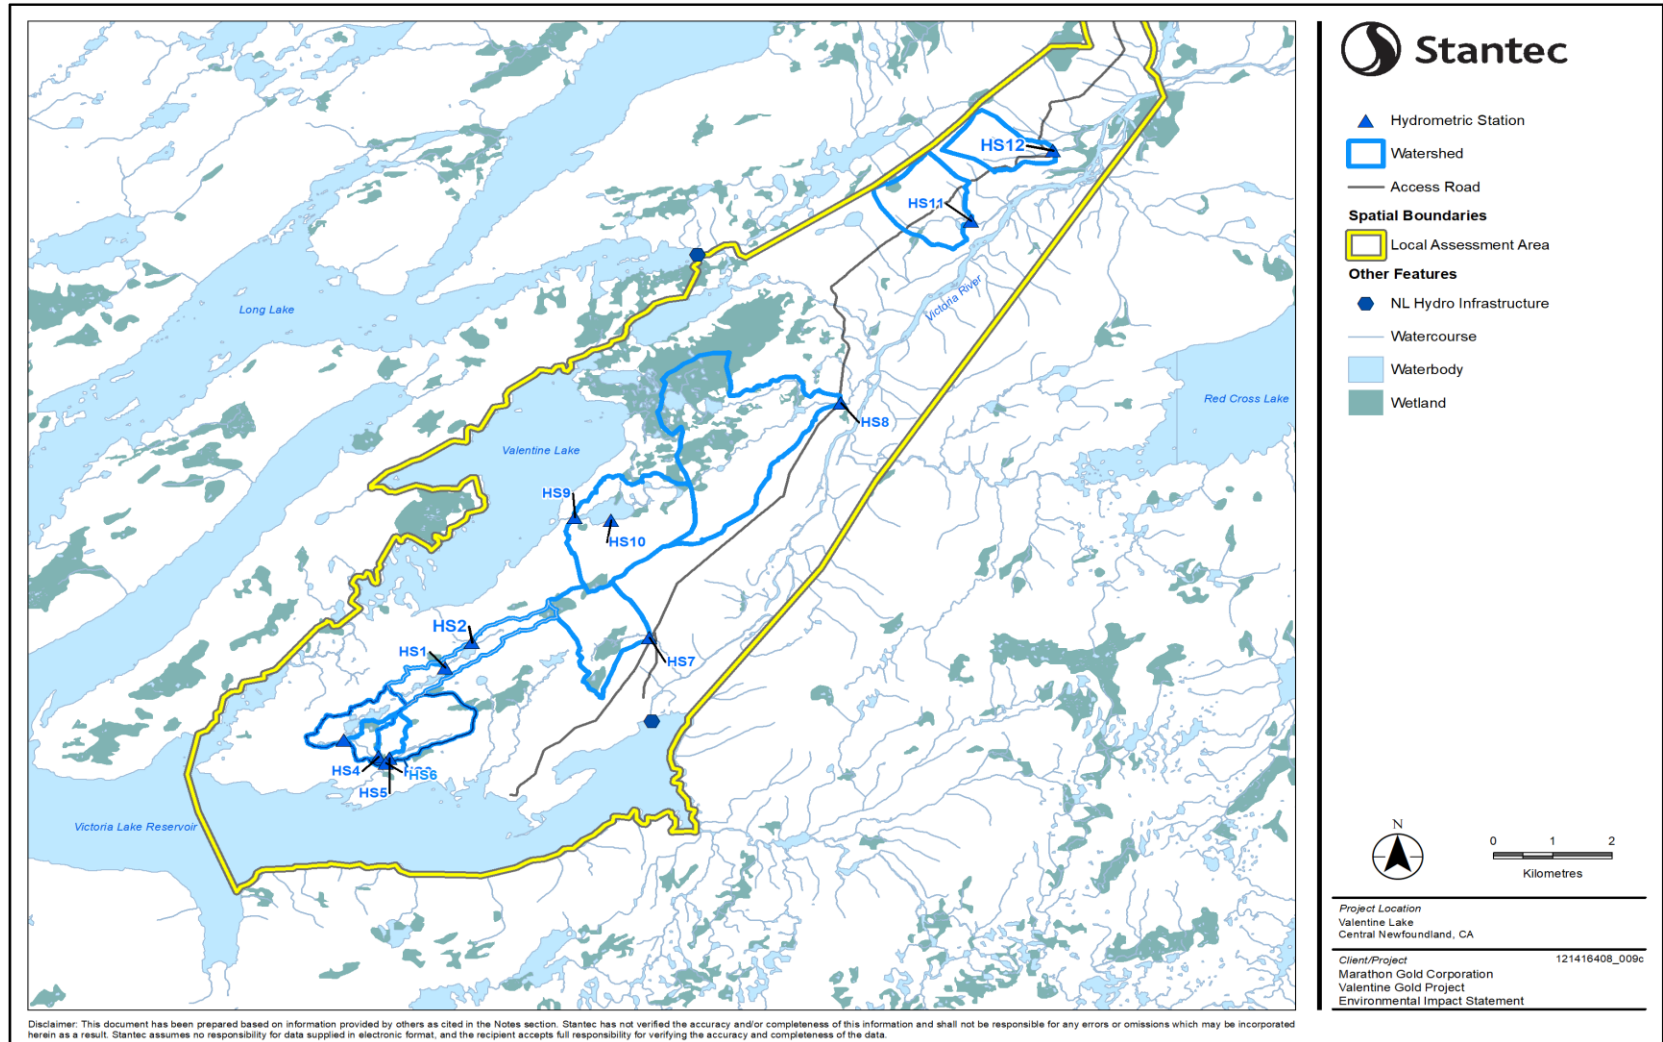 Stantec
Hydrometric Station
Watershed
Access Road
Spatial Boundaries
Local Assessment Area
Other Features
NL Hydro Infrastructure
Watercourse
Waterbody
Wetland
HS12
HS11
Victoria River
Long Lake
Red Cross Lake
HS8
Valentine Lake
HS9
HS10
HS2
HS1
HS7
HS4
HS6
HS5
Victoria Lake Reservoir
N
0 1 2
Kilometres
Project Location
Valentine Lake
Central Newfoundland, CA
Client/Project 121416408_009c
Marathon Gold Corporation
Valentine Gold Project
Environmental Impact Statement
Disclaimer: This document has been prepared based on information provided by others as cited in the Notes section. Stantec has not verified the accuracy and/or completeness of this information and shall not be responsible for any errors or omissions which may be incorporated
herein as a result. Stantec assumes no responsibility for data supplied in electronic format, and the recipient accepts full responsibility for verifying the accuracy and completeness of the data.